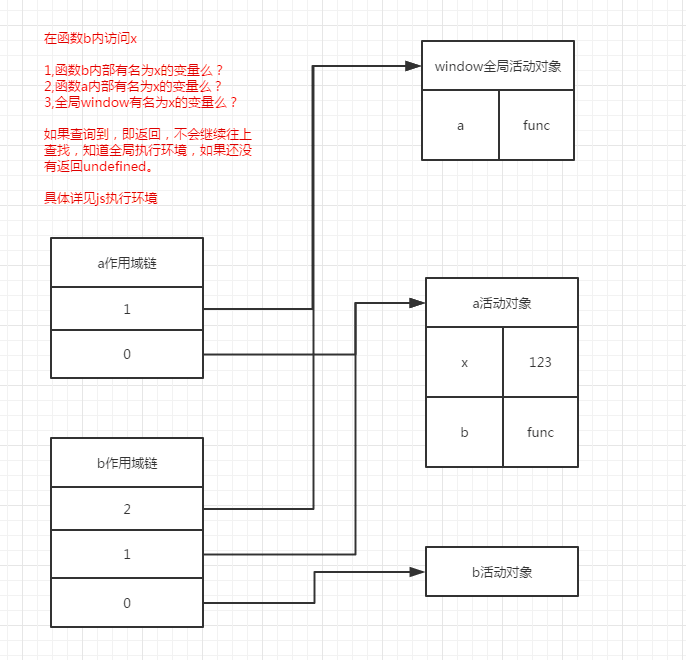 在函数b内访问x
1,函数b内部有名为x的变量么？
2,函数a内部有名为x的变量么？
3,全局window有名为x的变量么？
如果查询到，即返回，不会继续往上
查找，知道全局执行环境，如果还没
有返回undefined。
具体详见js执行环境
window全局活动对象
a func
a作用域链
1
0
a活动对象
x 123
b func
b作用域链
2
1
0
b活动对象